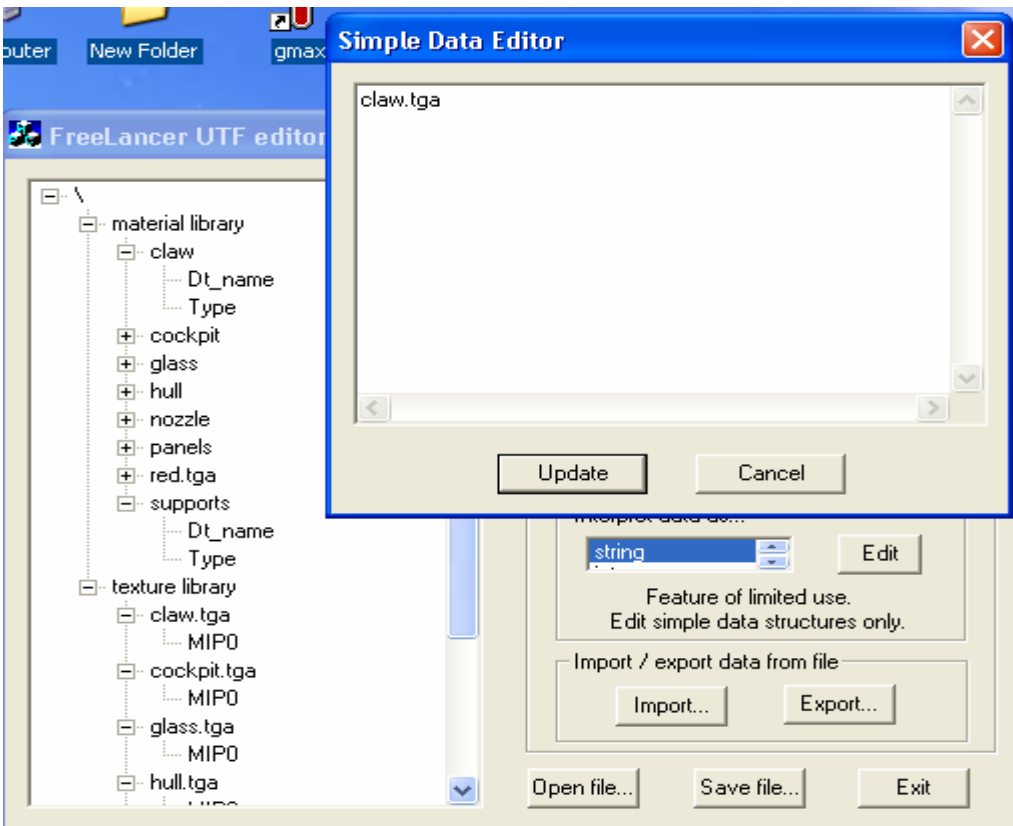 outer
New Folder
gmax
Simple Data Editor
claw.tga
Update
Cancel
FreeLancer UTF editor
\
material library
claw
Dt_name
Type
cockpit
glass
hull
nozzle
panels
red.tga
supports
Dt_name
Type
texture library
claw.tga
MIP0
cockpit.tga
MIP0
glass.tga
MIP0
hull.tga
Interpret data as...
string
Edit
Feature of limited use.
Edit simple data structures only.
Import / export data from file
Import...
Export...
Open file...
Save file...
Exit